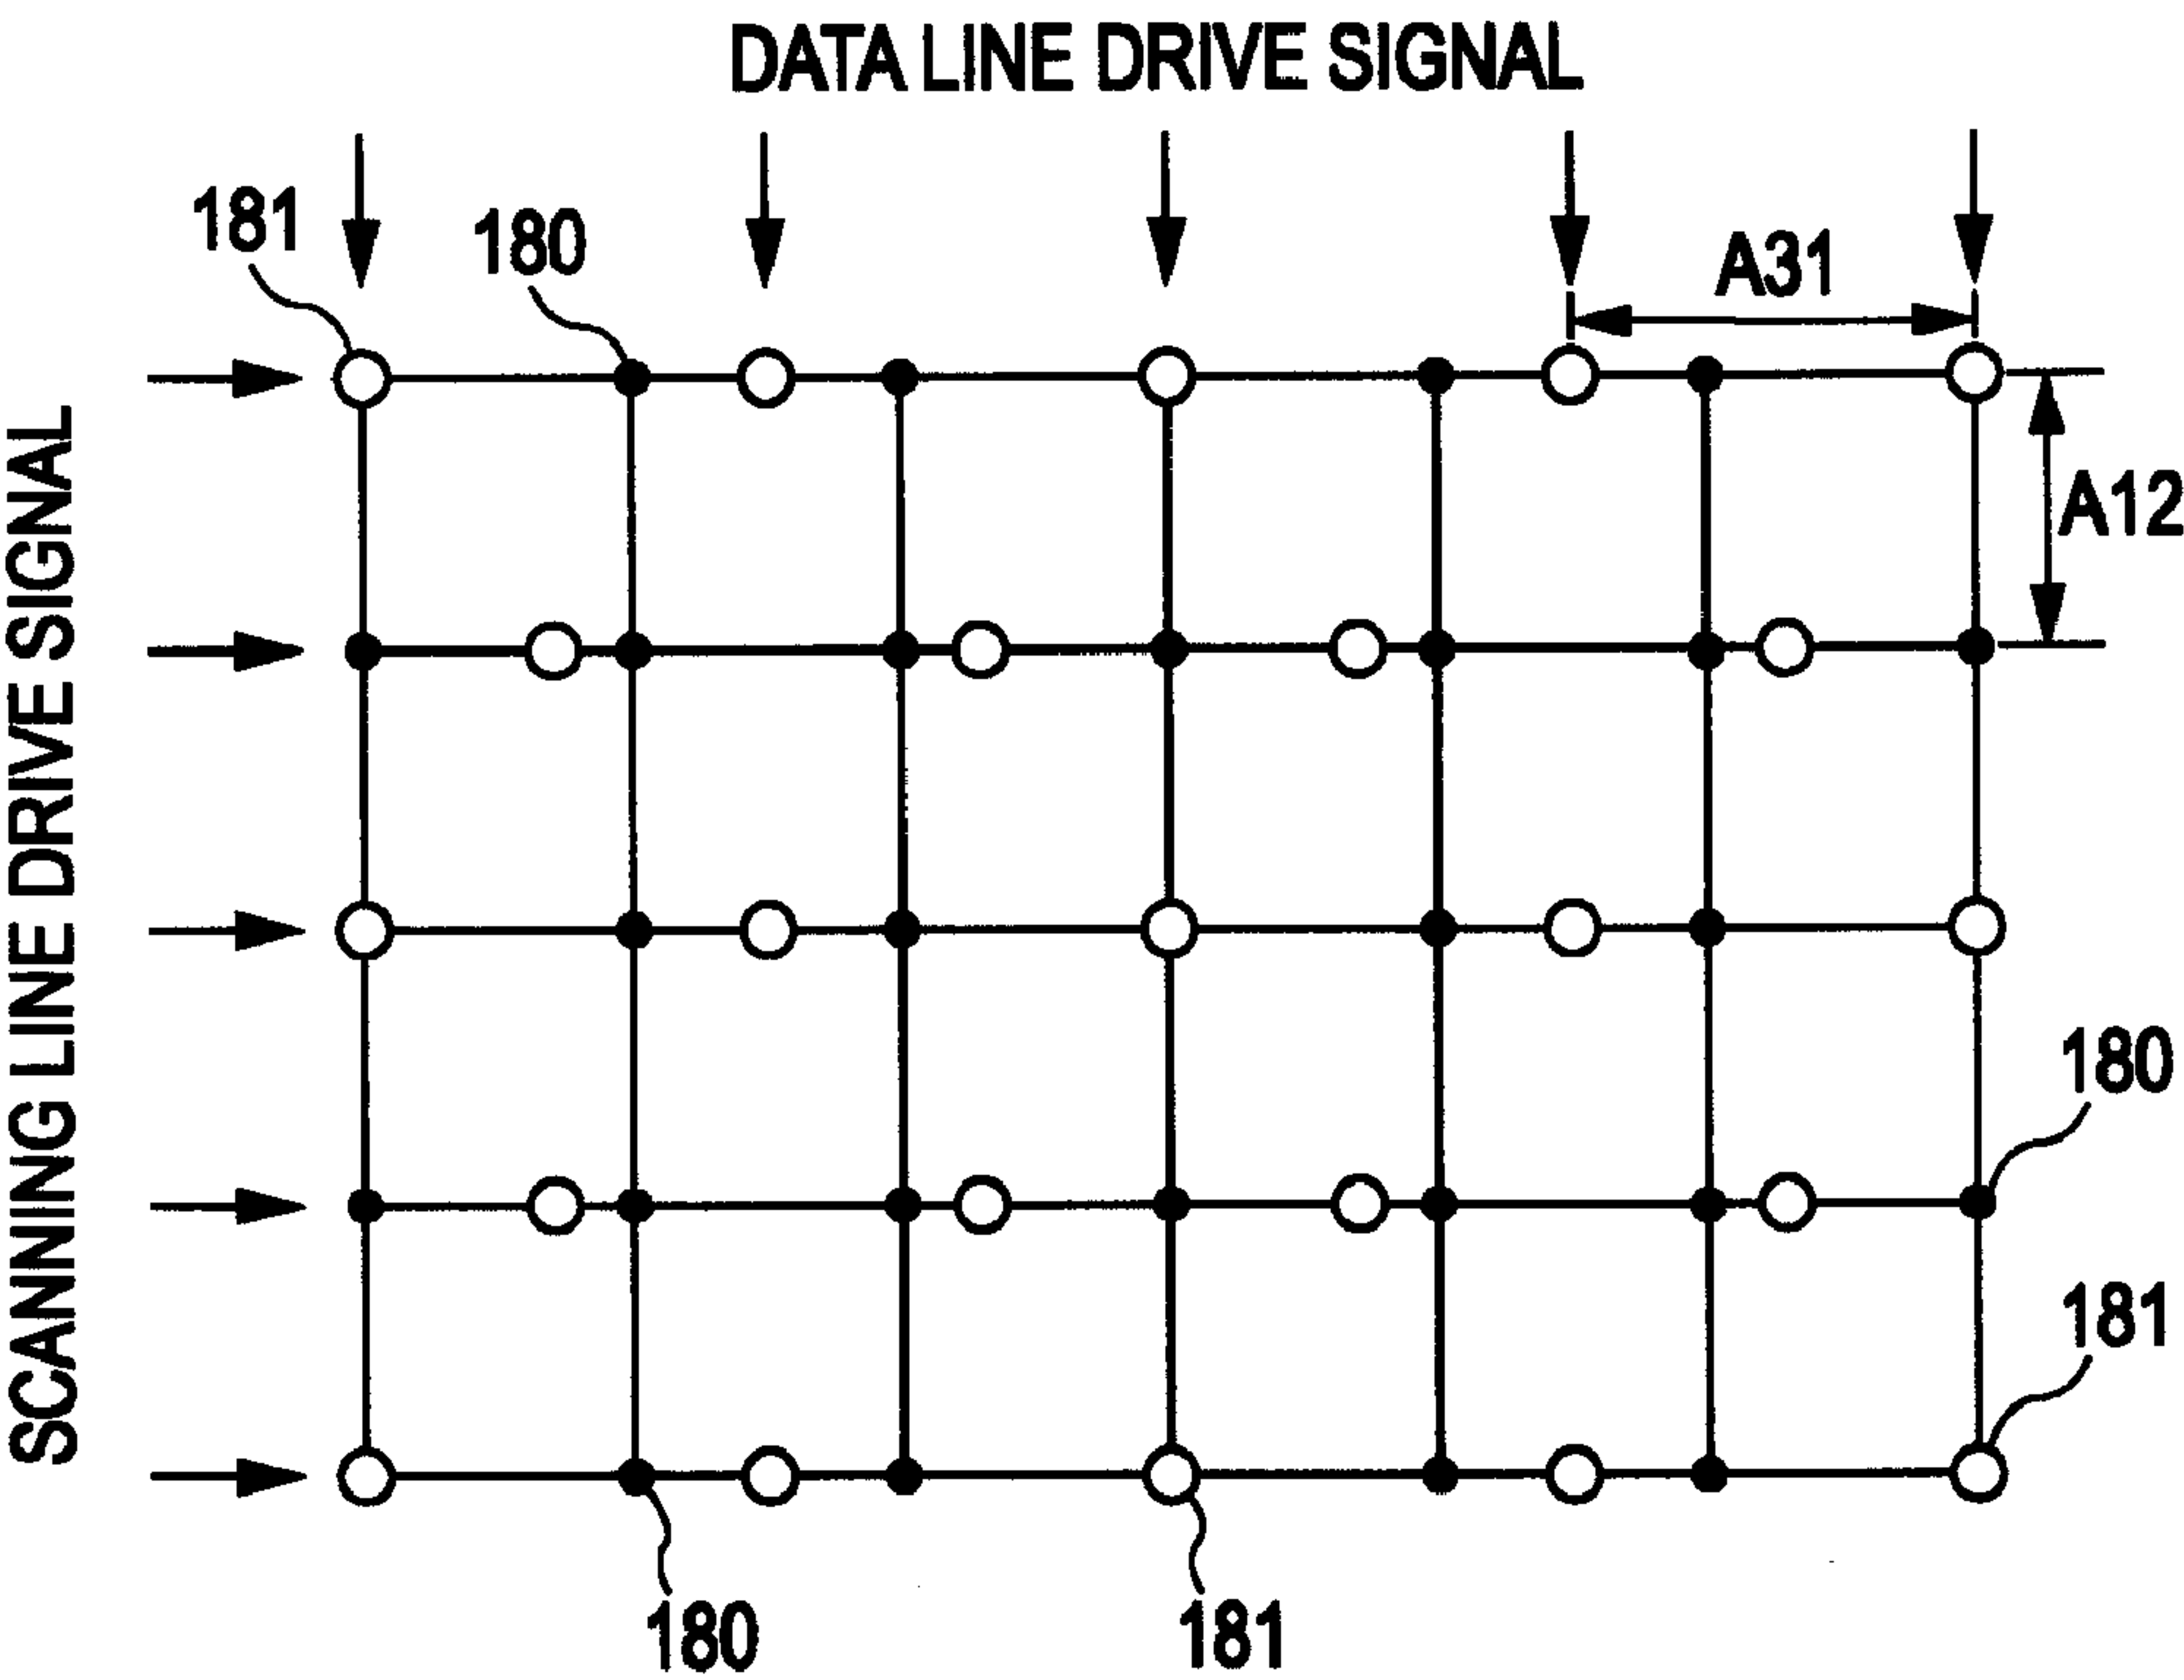 DATA LINE DRIVE SIGNAL
181
180
A31
A12
SCANNING LINE DRIVE SIGNAL
180
181
180
181